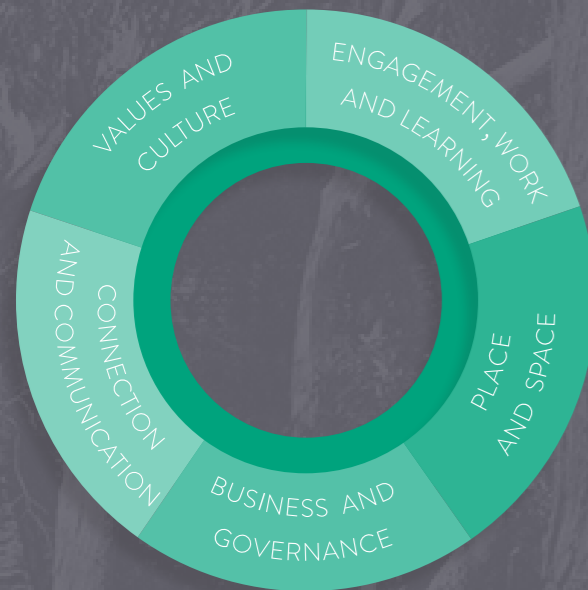 VALUES AND
CULTURE
ENGAGEMENT, WORK
AND LEARNING
PLACE
AND SPACE
BUSINESS AND
GOVERNANCE
CONNECTION
AND COMMUNICATION